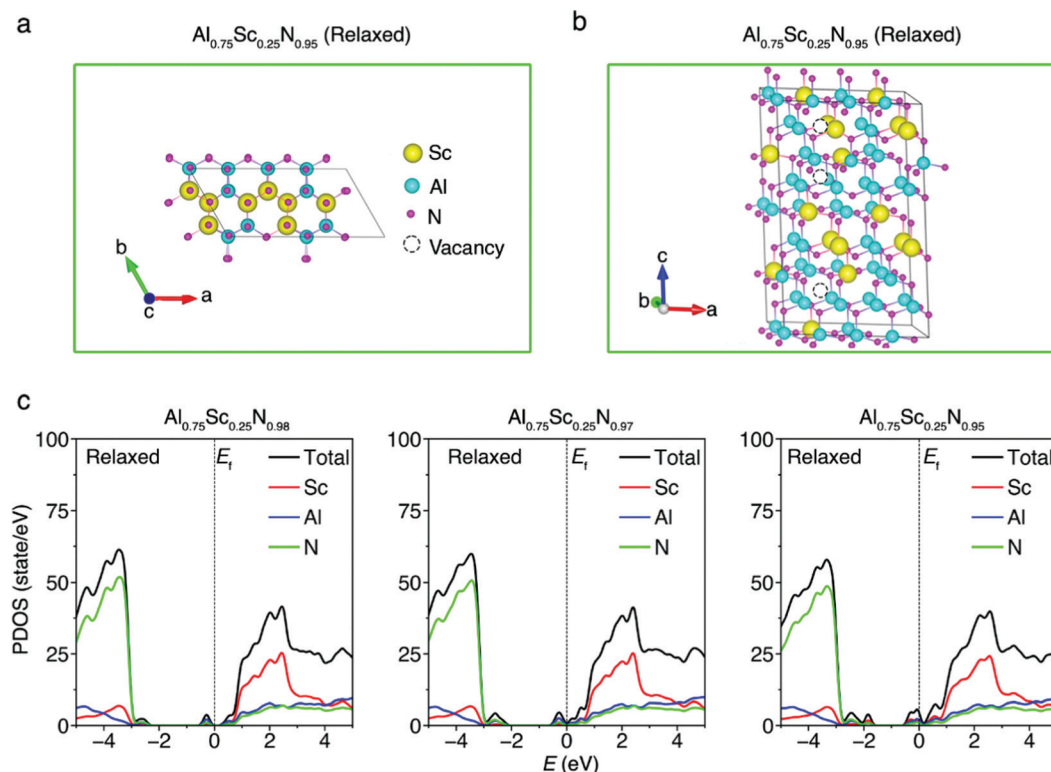 a
Al0.75Sc0.25N0.95 (Relaxed)
Sc
Al
N
Vacancy
b
c
a
b
Al0.75Sc0.25N0.95 (Relaxed)
c
b
a
c
Al0.75Sc0.25N0.98
PDOS (state/eV)
100
75
50
25
0
Relaxed
Ef
Total
Sc
Al
N
−4 −2 0 2 4
Al0.75Sc0.25N0.97
100
75
50
25
0
Relaxed
Ef
Total
Sc
Al
N
−4 −2 0 2 4
E (eV)
Al0.75Sc0.25N0.95
100
75
50
25
0
Relaxed
Ef
Total
Sc
Al
N
−4 −2 0 2 4